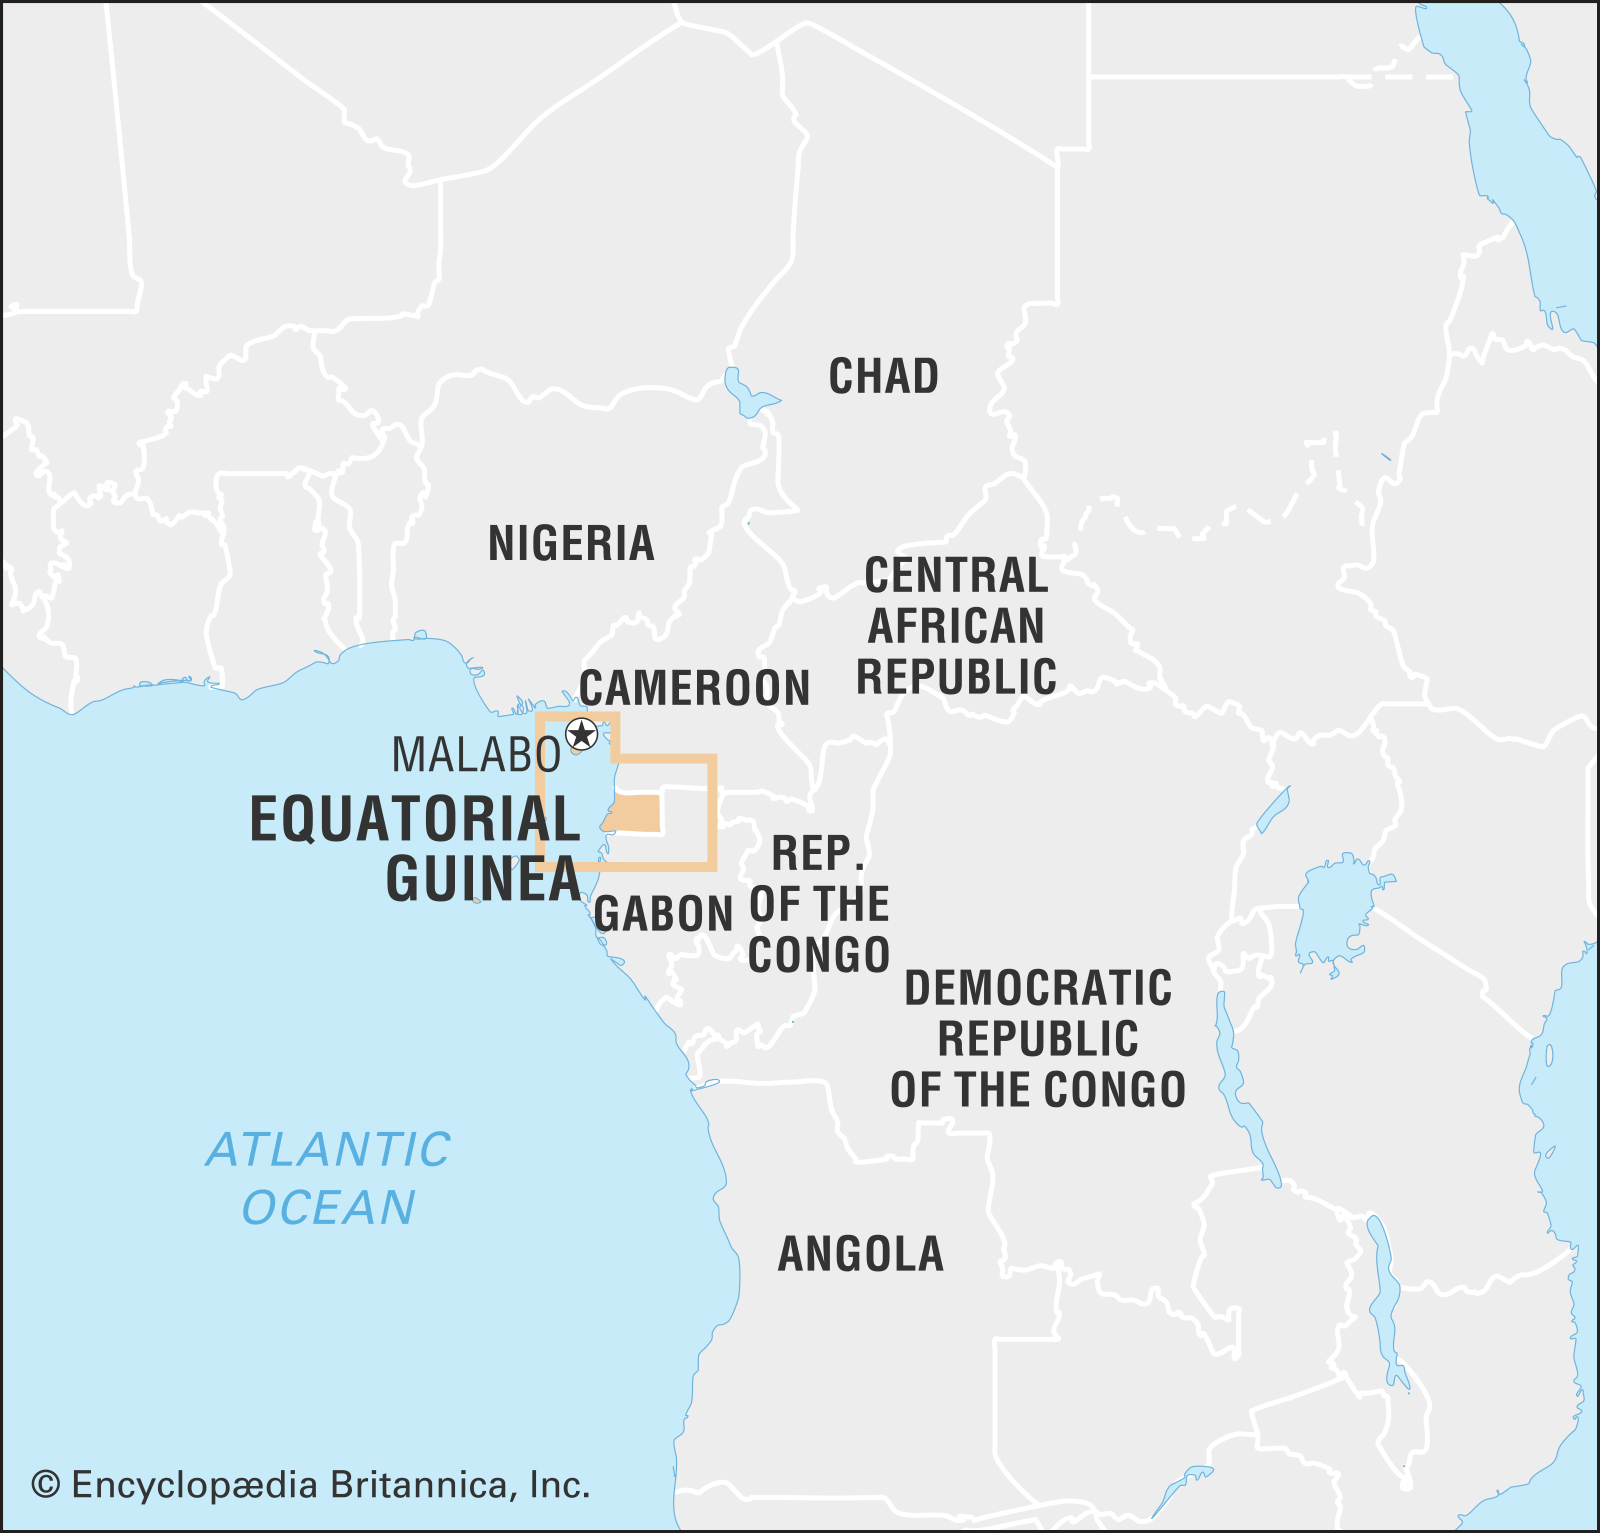 CHAD
NIGERIA
CENTRAL
AFRICAN
REPUBLIC
CAMEROON
MALABO
EQUATORIAL
GUINEA
GABON
REP.
OF THE
CONGO
DEMOCRATIC
REPUBLIC
OF THE CONGO
ATLANTIC
OCEAN
ANGOLA
© Encyclopædia Britannica, Inc.